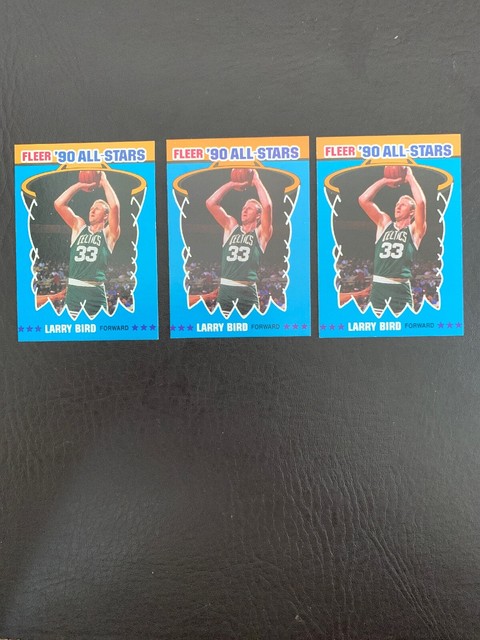 FLEER '90 ALL-STARS
CELTICS
33
LARRY BIRD FORWARD
FLEER '90 ALL-STARS
CELTICS
33
LARRY BIRD FORWARD
FLEER '90 ALL-STARS
CELTICS
33
LARRY BIRD FORWARD